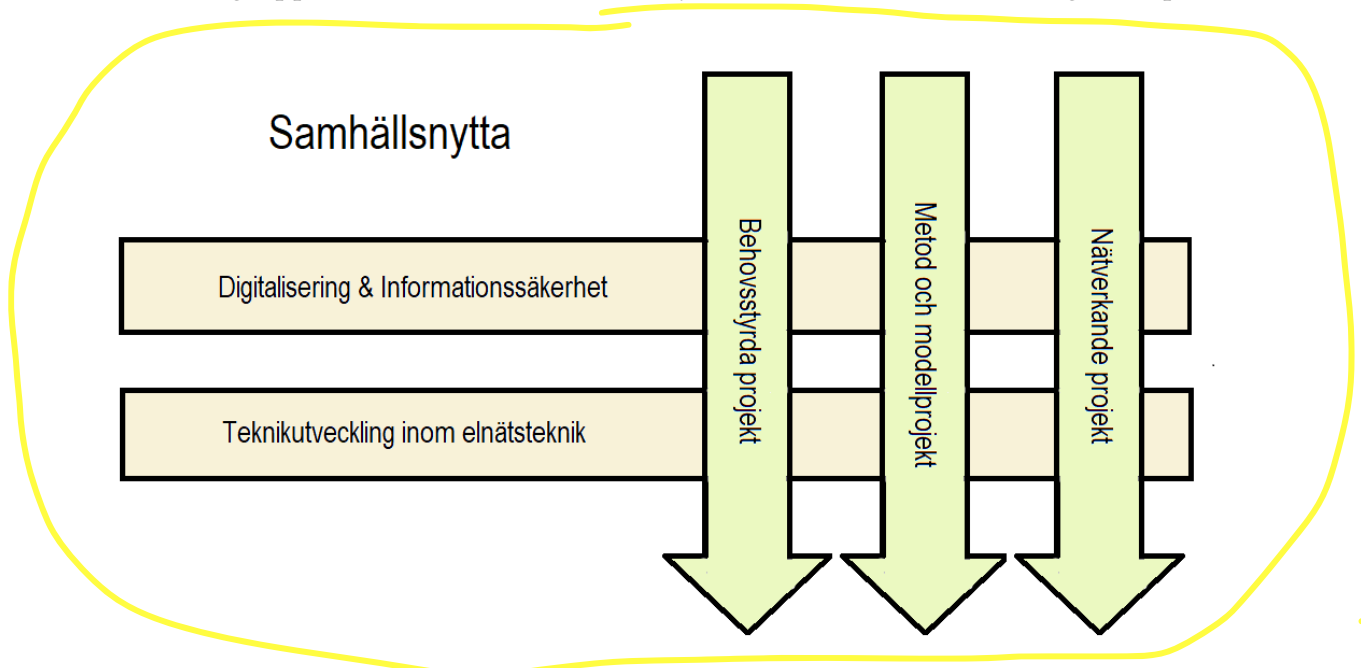 Samhällsnytta
Digitalisering & Informationssäkerhet
Teknikutveckling inom elnätsteknik
Behovsstyrda projekt
Metod och modellprojekt
Nätverkande projekt